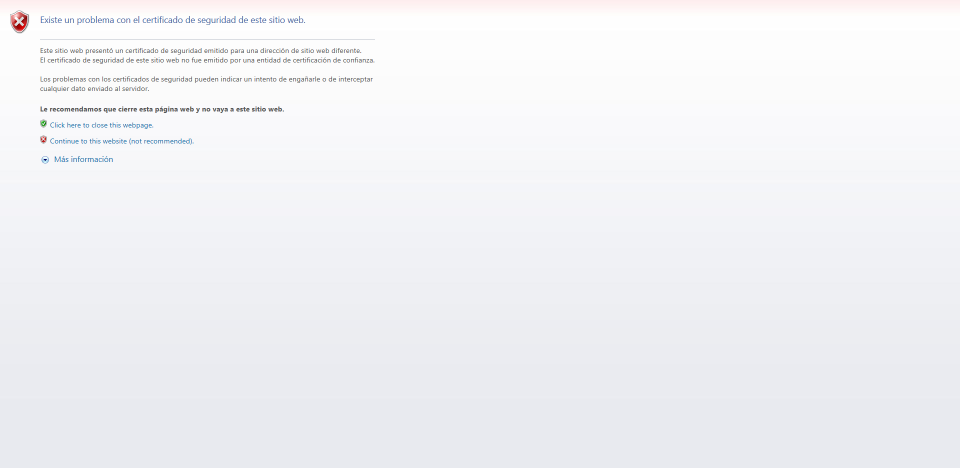 Existe un problema con el certificado de seguridad de este sitio web.
Este sitio web presentó un certificado de seguridad emitido para una dirección de sitio web diferente.
El certificado de seguridad de este sitio web no fue emitido por una entidad de certificación de confianza.
Los problemas con los certificados de seguridad pueden indicar un intento de engañarle o de interceptar
cualquier dato enviado al servidor.
Le recomendamos que cierre esta página web y no vaya a este sitio web.
Click here to close this webpage.
Continue to this website (not recommended).
Más información